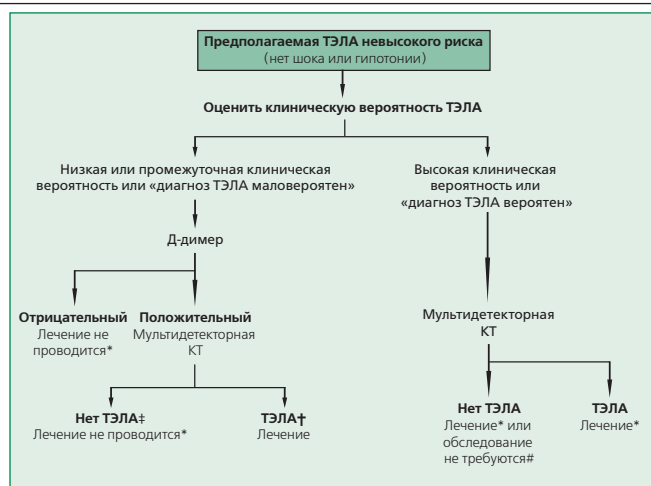 Предполагаемая ТЭЛА невысокого риска
(нет шока или гипотонии)
Оценить клиническую вероятность ТЭЛА
Низкая или промежуточная клиническая
вероятность или «диагноз ТЭЛА маловероятен»
Высокая клиническая
вероятность или
«диагноз ТЭЛА вероятен»
Д-димер
Отрицательный
Лечение не
проводится*
Положительный
Мультидетекторная
КТ
Мультидетекторная
КТ
Нет ТЭЛА‡
Лечение не проводится*
ТЭЛА†
Лечение
Нет ТЭЛА
Лечение* или
обследование
не требуются#
ТЭЛА
Лечение*